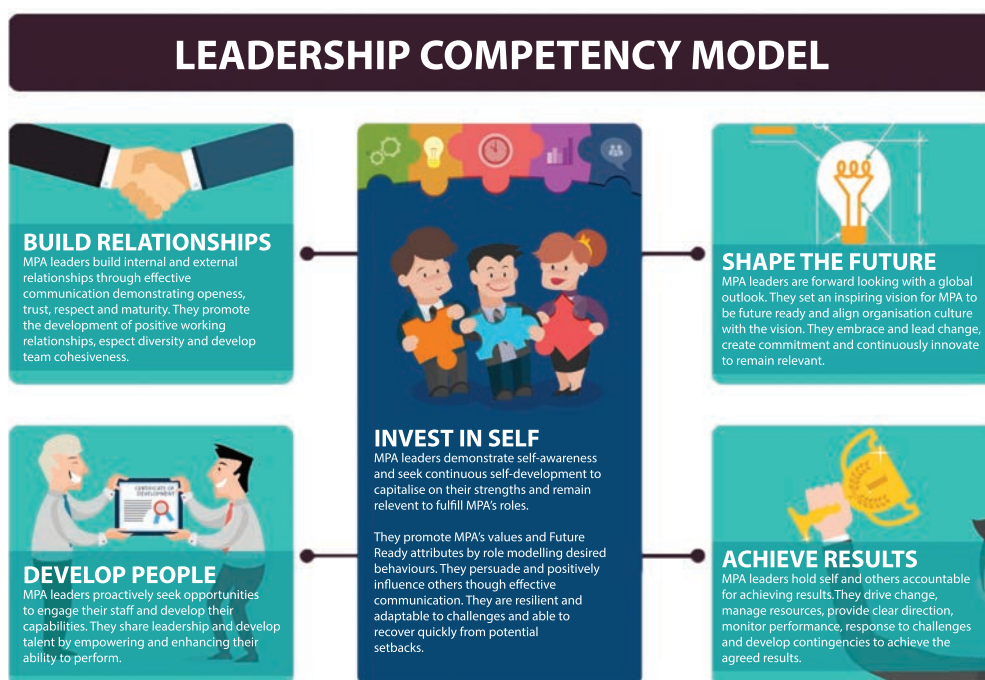 LEADERSHIP COMPETENCY MODEL
BUILD RELATIONSHIPS
MPA leaders build internal and external
relationships through effective
communication demonstrating openess,
trust, respect and maturity. They promote
the development of positive working
relationships, espect diversity and develop
team cohesiveness.
INVEST IN SELF
MPA leaders demonstrate self-awareness
and seek continuous self-development to
capitalise on their strengths and remain
relevent to fulfill MPA's roles.
They promote MPA's values and Future
Ready attributes by role modelling desired
behaviours. They persuade and positively
influence others though effective
communication. They are resilient and
adaptable to challenges and able to
recover quickly from potential
setbacks.
SHAPE THE FUTURE
MPA leaders are forward looking with a global
outlook. They set an inspiring vision for MPA to
be future ready and align organisation culture
with the vision. They embrace and lead change,
create commitment and continuously innovate
to remain relevant.
CERTIFICATE OF
DEVELOPMENT
DEVELOP PEOPLE
MPA leaders proactively seek opportunities
to engage their staff and develop their
capabilities. They share leadership and develop
talent by empowering and enhancing their
ability to perform.
ACHIEVE RESULTS
MPA leaders hold self and others accountable
for achieving results.They drive change,
manage resources, provide clear direction,
monitor performance, response to challenges
and develop contingencies to achieve the
agreed results.